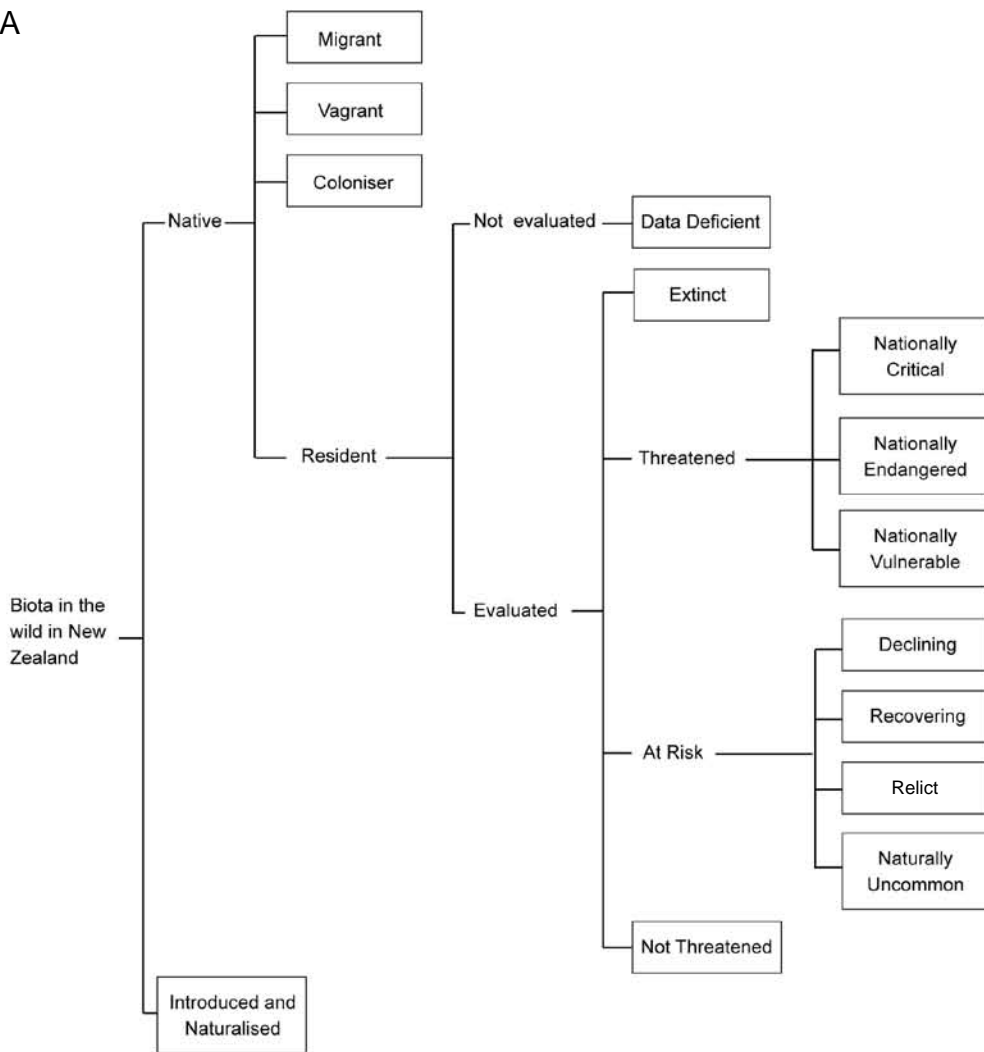 A
Migrant
Vagrant
Coloniser
Native
Not evaluated
Data Deficient
Extinct
Nationally
Critical
Resident
Threatened
Nationally
Endangered
Nationally
Vulnerable
Biota in the
wild in New
Zealand
Evaluated
Declining
Recovering
At Risk
Relict
Naturally
Uncommon
Not Threatened
Introduced and
Naturalised